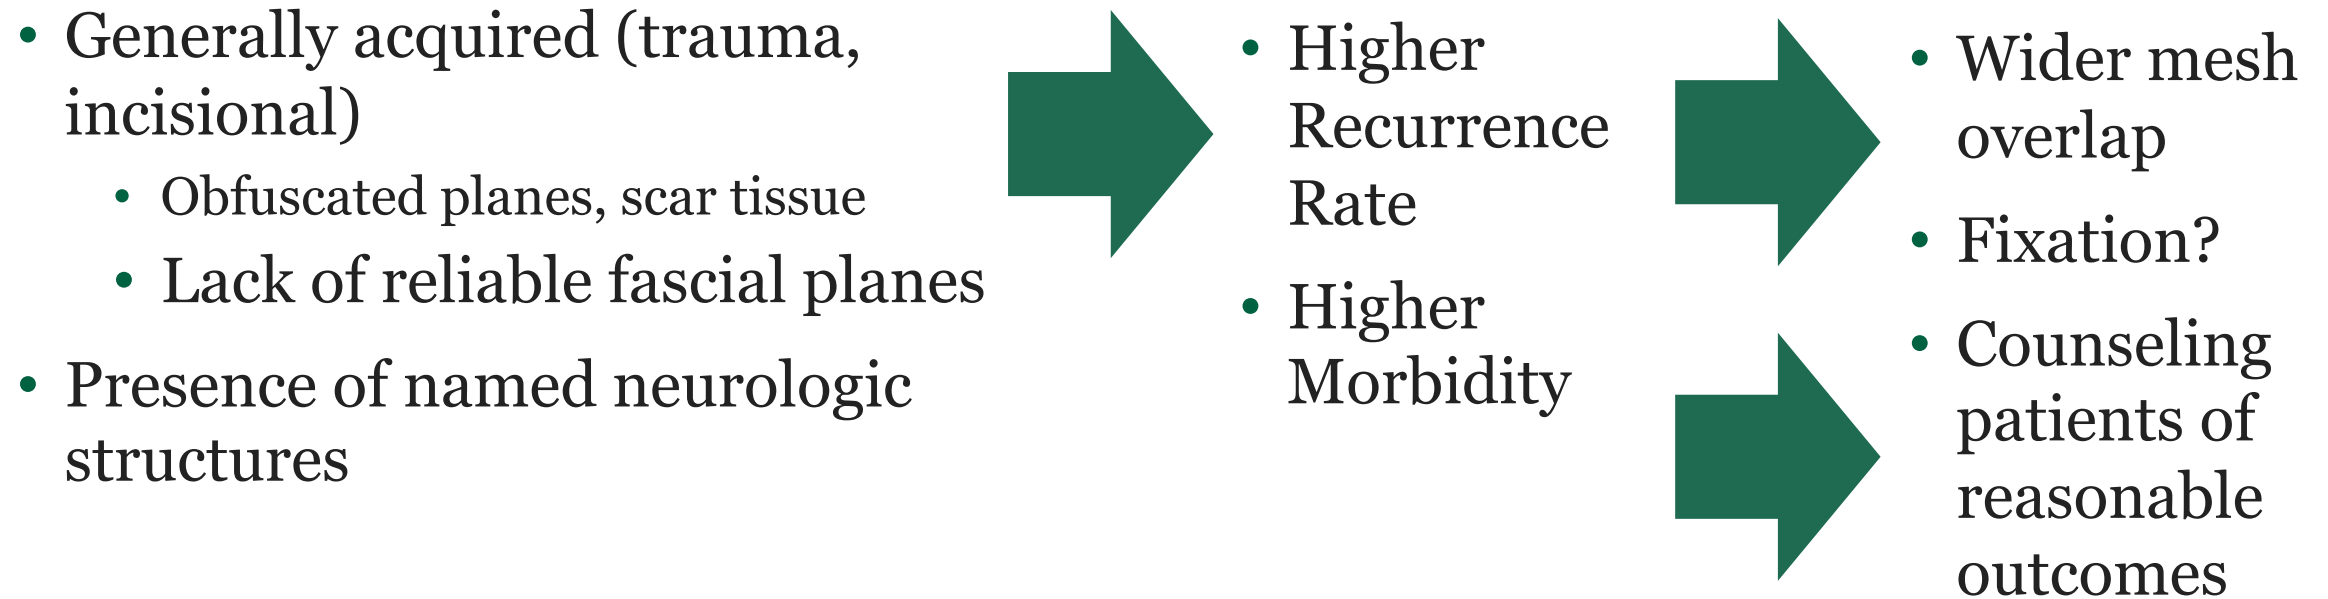 • Generally acquired (trauma,
incisional)
• Obfuscated planes, scar tissue
• Lack of reliable fascial planes
• Presence of named neurologic
structures
• Higher
Recurrence
Rate
• Higher
Morbidity
• Wider mesh
overlap
• Fixation?
• Counseling
patients of
reasonable
outcomes